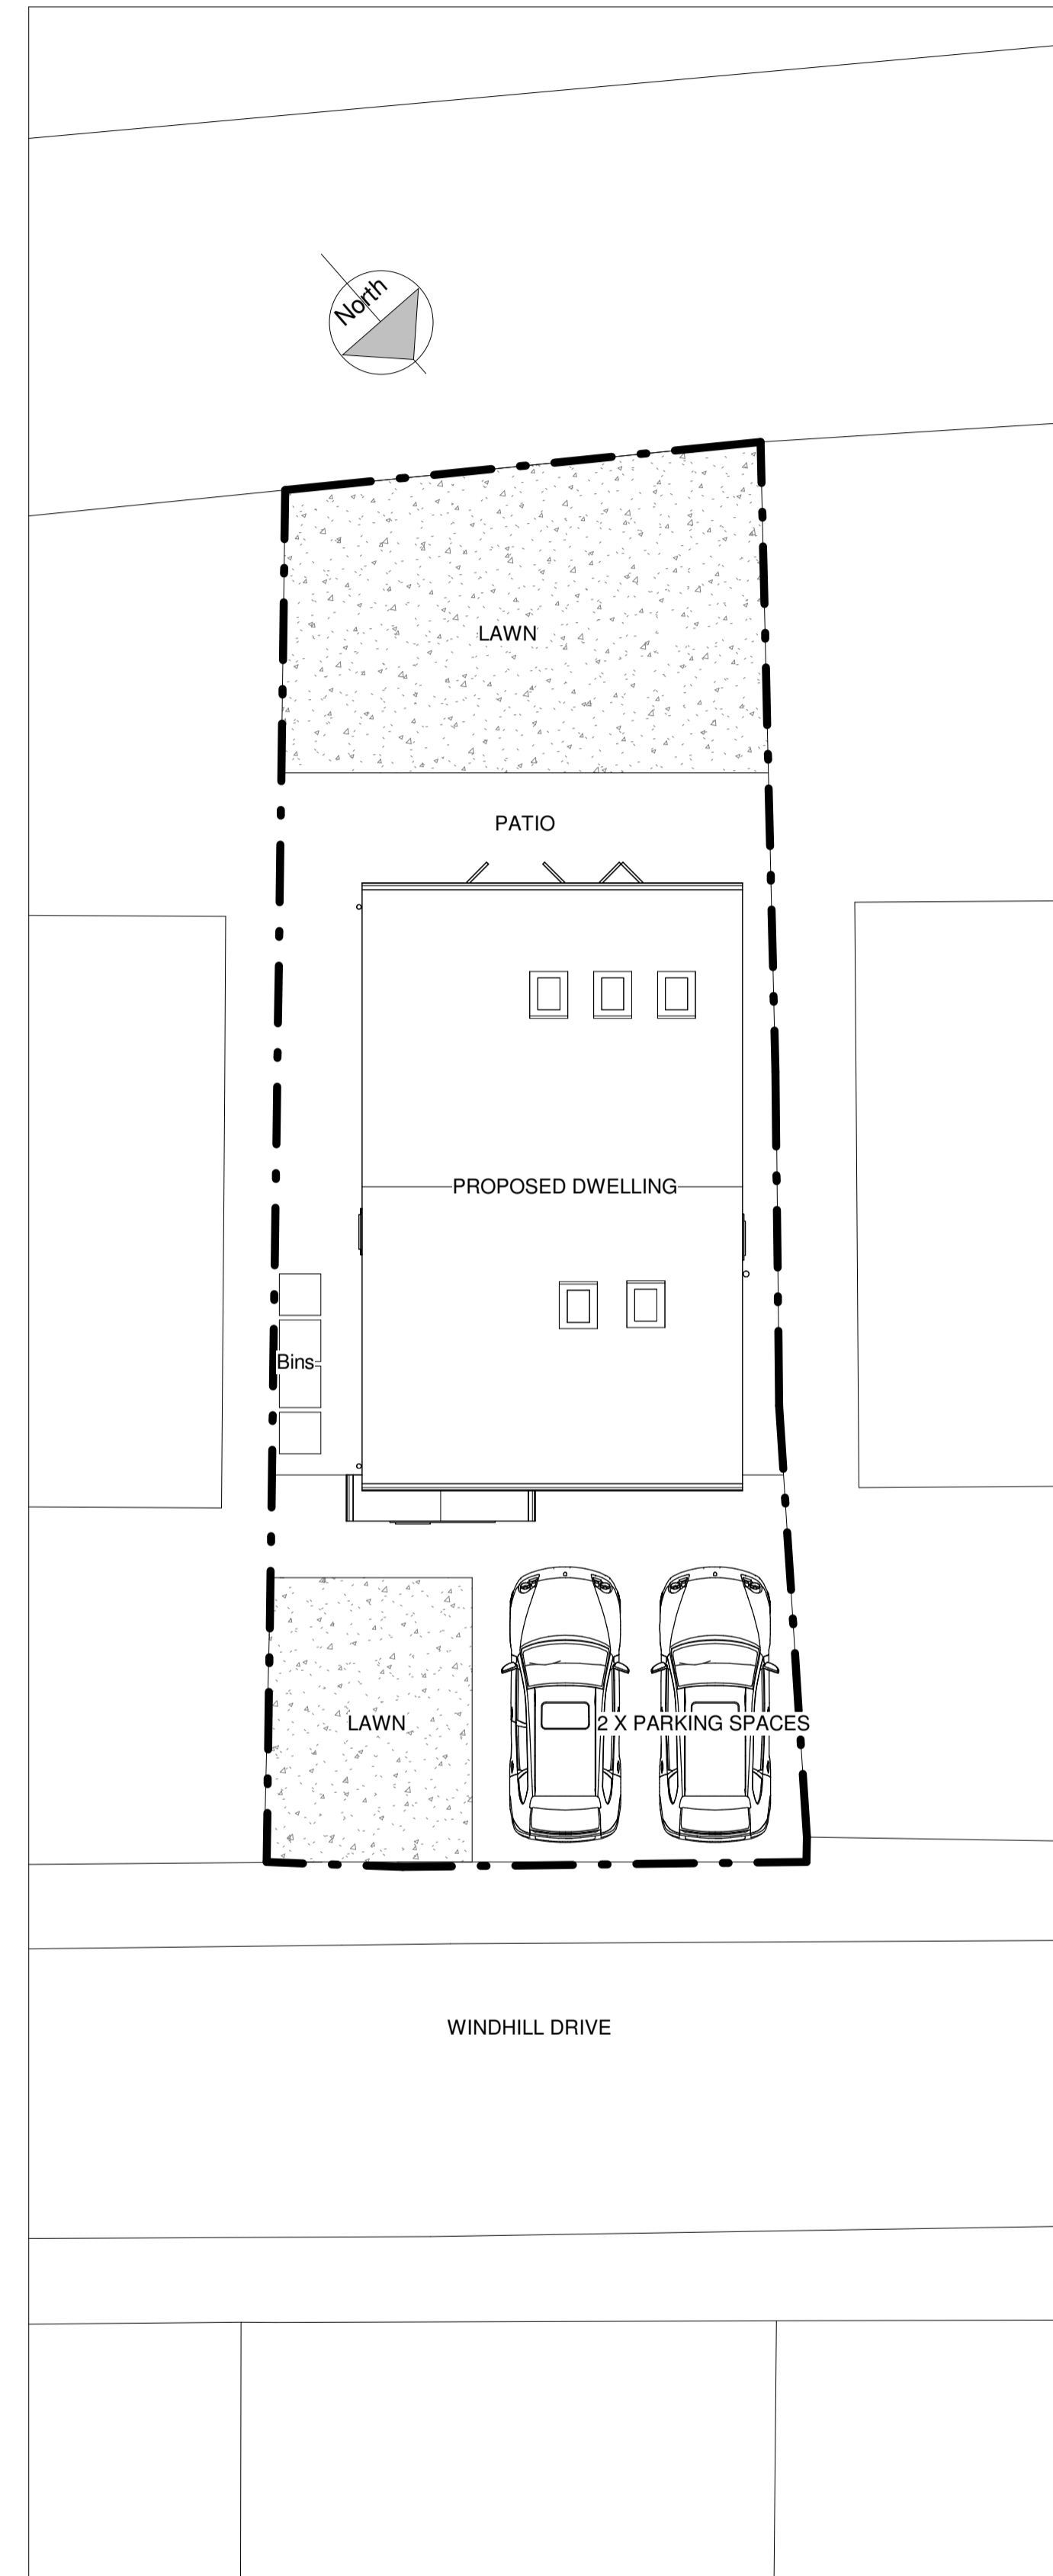 North
LAWN
PATIO
PROPOSED DWELLING
Bins
LAWN
2 X PARKING SPACES
WINDHILL DRIVE